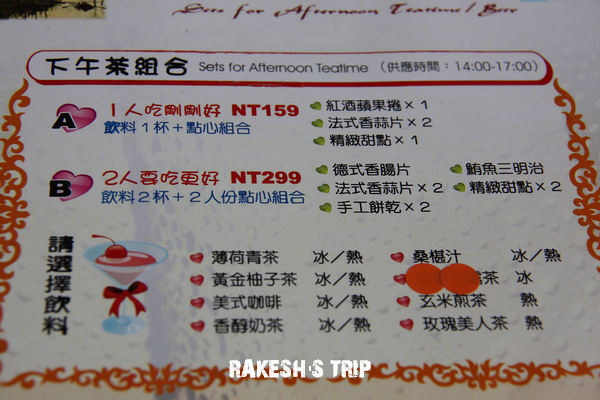 Sets for Afternoon Teatime / Beer
下午茶組合 Sets for Afternoon Teatime （供應時間：14:00-17:00）
A 1人吃剛剛好 NT159
飲料1杯＋點心組合
紅酒蘋果捲×1
法式香蒜片×2
精緻甜點×1
B 2人要吃更好 NT299
飲料2杯＋2人份點心組合
德式香腸片 鮪魚三明治
法式香蒜片×2 精緻甜點×2
手工餅乾×2
請選擇飲料
薄荷青茶 冰／熱 桑椹汁 冰／熱
黃金柚子茶 冰／熱 茶 冰
美式咖啡 冰／熱 玄米煎茶 熱
香醇奶茶 冰／熱 玫瑰美人茶 熱
RAKESH'S TRIP